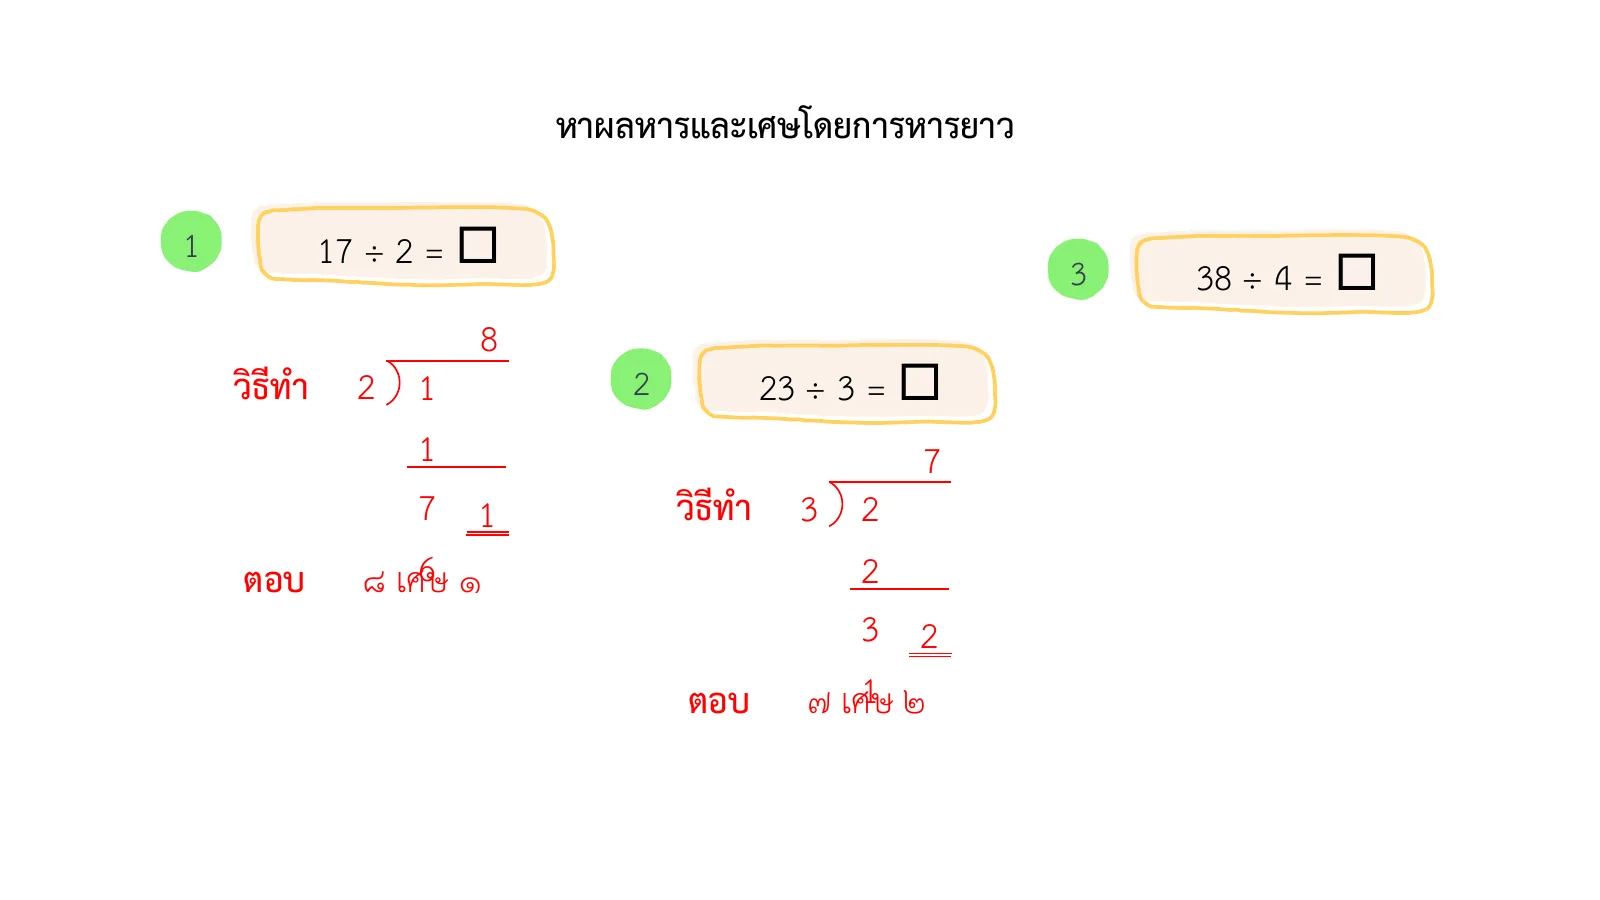 หาผลหารและเศษโดยการหารยาว
1
17 ÷ 2 = □
8
วิธีทำ 2 ) 1
1
7 1
6
ตอบ ๘ เศษ ๑
2
23 ÷ 3 = □
7
วิธีทำ 3 ) 2
2
3 2
1
ตอบ ๗ เศษ ๒
3
38 ÷ 4 = □